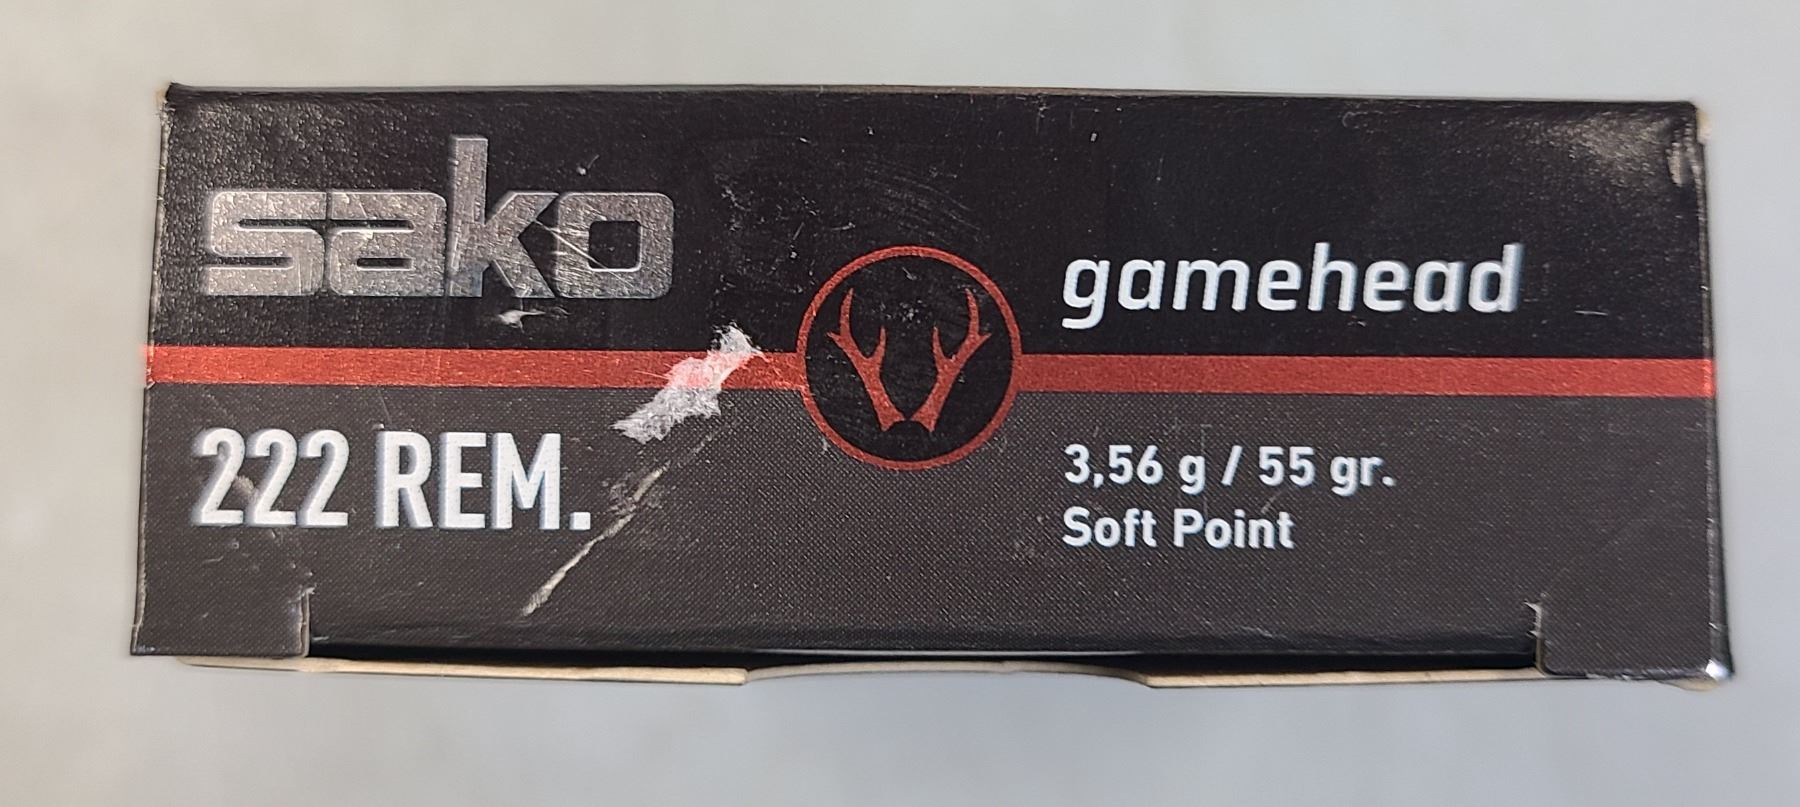 sako
gamehead
222 REM.
3,56 g / 55 gr.
Soft Point